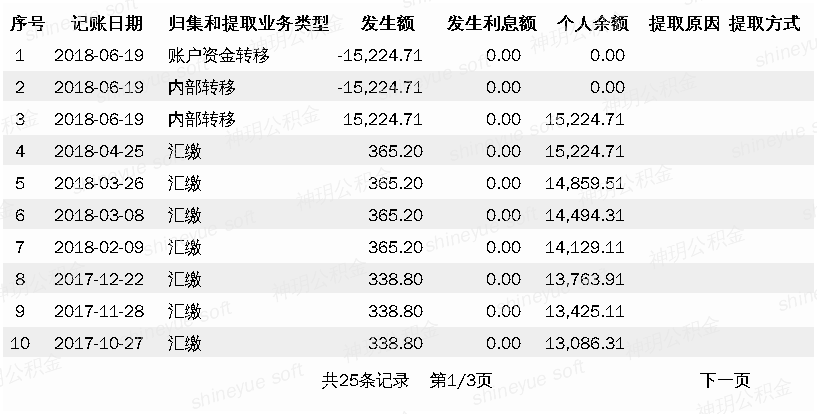 序号 记账日期 归集和提取业务类型 发生额 发生利息额 个人余额 提取原因 提取方式
1 2018-06-19 账户资金转移 -15,224.71 0.00 0.00
2 2018-06-19 内部转移 -15,224.71 0.00 0.00
3 2018-06-19 内部转移 15,224.71 0.00 15,224.71
4 2018-04-25 汇缴 365.20 0.00 15,224.71
5 2018-03-26 汇缴 365.20 0.00 14,859.51
6 2018-03-08 汇缴 365.20 0.00 14,494.31
7 2018-02-09 汇缴 365.20 0.00 14,129.11
8 2017-12-22 汇缴 338.80 0.00 13,763.91
9 2017-11-28 汇缴 338.80 0.00 13,425.11
10 2017-10-27 汇缴 338.80 0.00 13,086.31
共25条记录 第1/3页 下一页
神玥公积金
shineyue soft